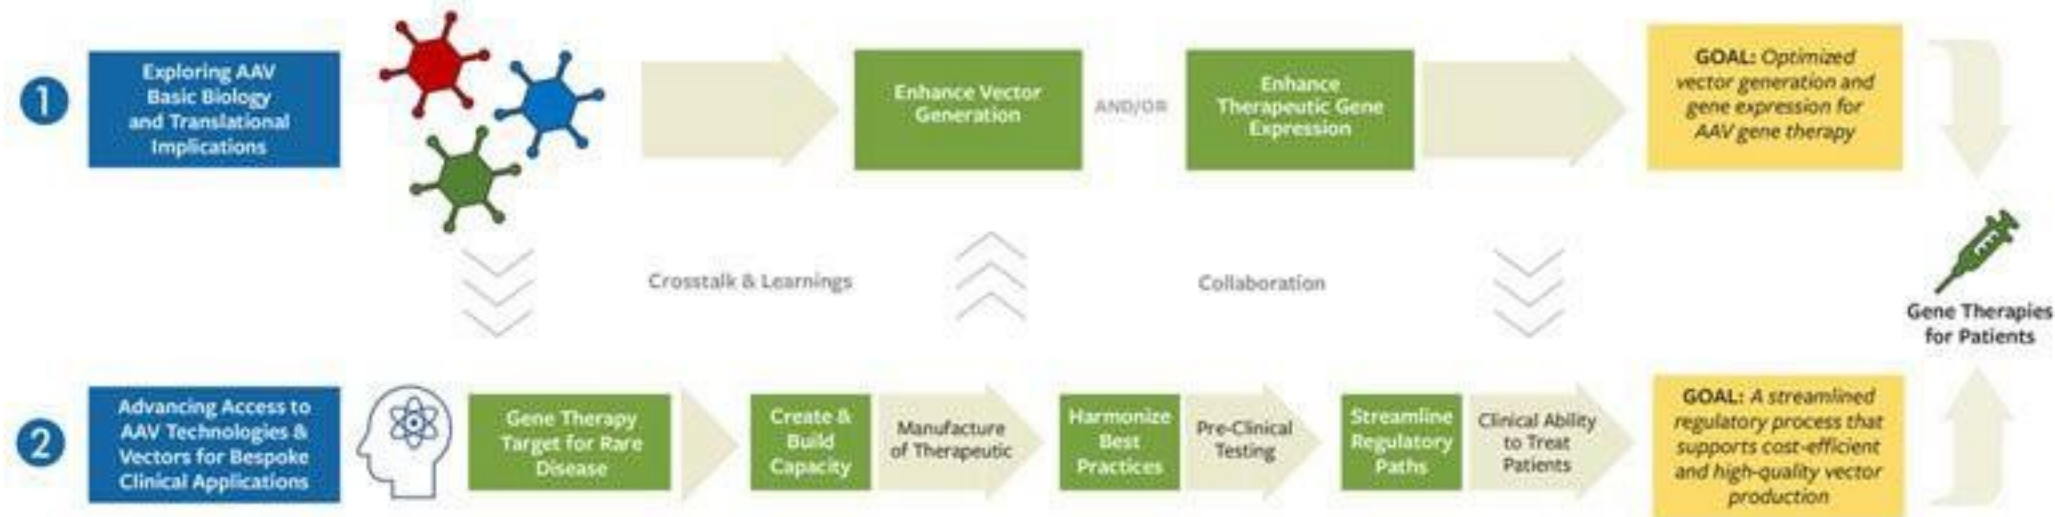 1
Exploring AAV
Basic Biology
and Translational
Implications
Enhance Vector
Generation
AND/OR
Enhance
Therapeutic Gene
Expression
GOAL: Optimized
vector generation and
gene expression for
AAV gene therapy
Crosstalk & Learnings
Collaboration
Gene Therapies
for Patients
2
Advancing Access to
AAV Technologies &
Vectors for Bespoke
Clinical Applications
Gene Therapy
Target for Rare
Disease
Create &
Build
Capacity
Manufacture
of Therapeutic
Harmonize
Best
Practices
Pre-Clinical
Testing
Streamline
Regulatory
Paths
Clinical Ability
to Treat
Patients
GOAL: A streamlined
regulatory process that
supports cost-efficient
and high-quality vector
production